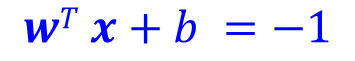 𝒘ᵀ 𝒙 + b = −1